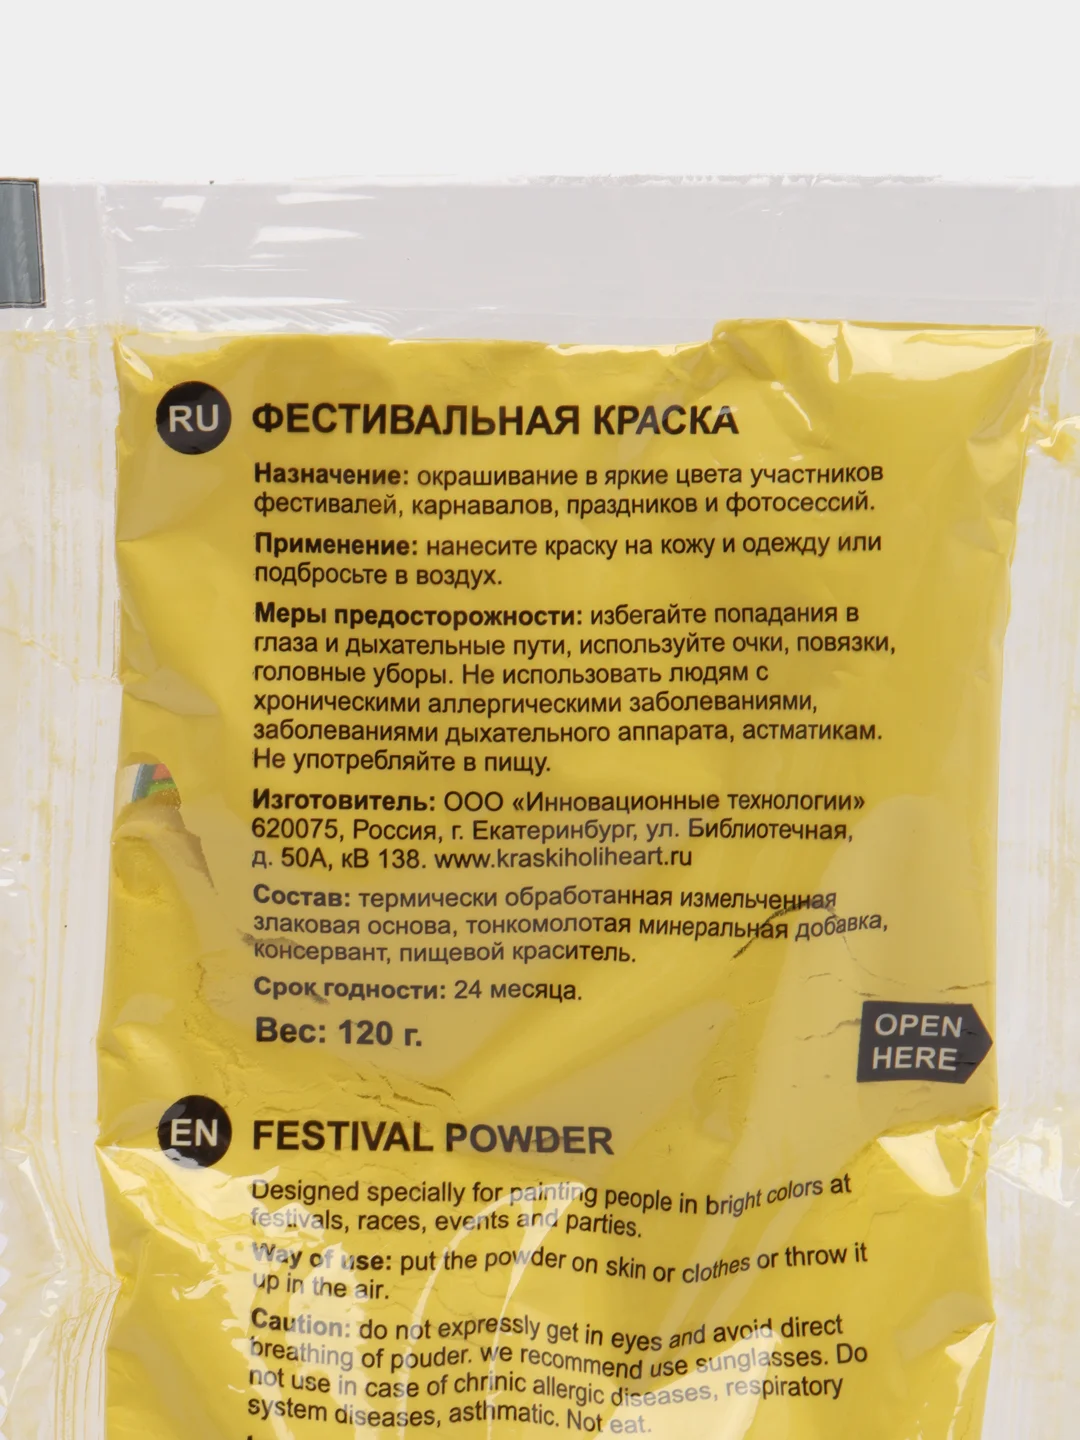 RU
ФЕСТИВАЛЬНАЯ КРАСКА
Назначение: окрашивание в яркие цвета участников
фестивалей, карнавалов, праздников и фотосессий.
Применение: нанесите краску на кожу и одежду или
подбросьте в воздух.
Меры предосторожности: избегайте попадания в
глаза и дыхательные пути, используйте очки, повязки,
головные уборы. Не использовать людям с
хроническими аллергическими заболеваниями,
заболеваниями дыхательного аппарата, астматикам.
Не употребляйте в пищу.
Изготовитель: ООО «Инновационные технологии»
620075, Россия, г. Екатеринбург, ул. Библиотечная,
д. 50А, кВ 138. www.kraskiholiheart.ru
Состав: термически обработанная измельченная
злаковая основа, тонкомолотая минеральная добавка,
консервант, пищевой краситель.
Срок годности: 24 месяца.
Вес: 120 г.
OPEN
HERE
EN
FESTIVAL POWDER
Designed specially for painting people in bright colors at
festivals, races, events and parties.
Way of use: put the powder on skin or clothes or throw it
up in the air.
Caution: do not expressly get in eyes and avoid direct
breathing of pouder. we recommend use sunglasses. Do
not use in case of chrinic allergic diseases, respiratory
system diseases, asthmatic. Not eat.